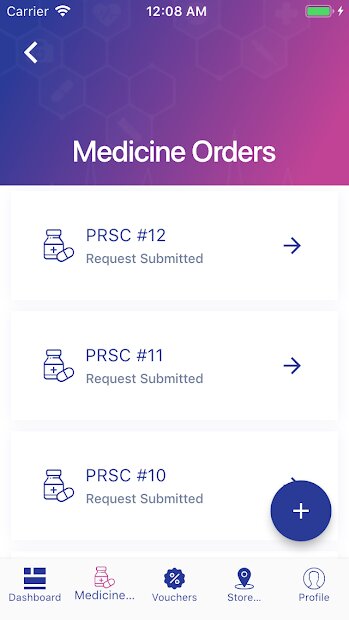 Carrier 12:08 AM
Medicine Orders
PRSC #12
Request Submitted
PRSC #11
Request Submitted
PRSC #10
Request Submitted
Dashboard Medicine... Vouchers Store... Profile